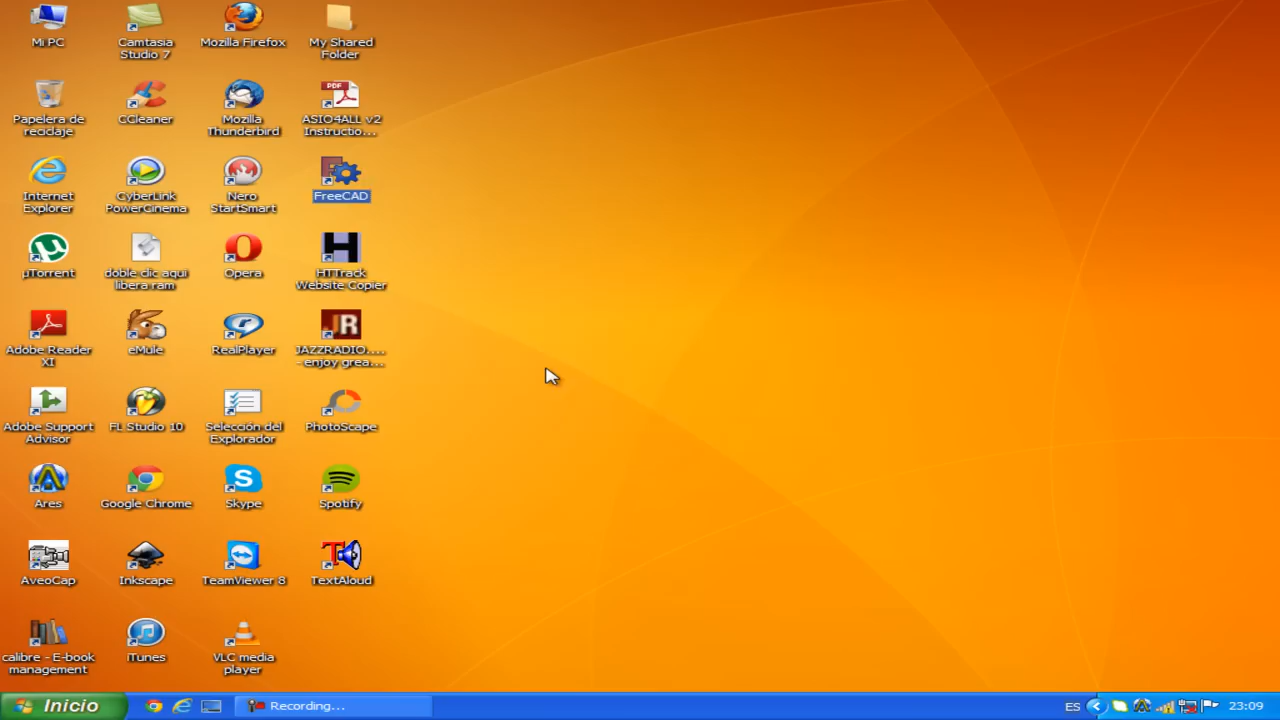 Mi PC
Camtasia
Studio 7
Mozilla Firefox
My Shared
Folder
Papelera de
reciclaje
CCleaner
Mozilla
Thunderbird
PDF
ASIO4ALL v2
Instructio...
Internet
Explorer
CyberLink
PowerCinema
Nero
StartSmart
FreeCAD
µTorrent
doble clic aqui
libera ram
Opera
H
HTTrack
Website Copier
Adobe Reader
XI
eMule
RealPlayer
JR
JAZZRADIO....
- enjoy grea...
Adobe Support
Advisor
FL Studio 10
Selección del
Explorador
PhotoScape
Ares
Google Chrome
S
Skype
Spotify
AveoCap
Inkscape
TeamViewer 8
T
TextAloud
calibre - E-book
management
iTunes
VLC media
player
Inicio
Recording...
ES
23:09